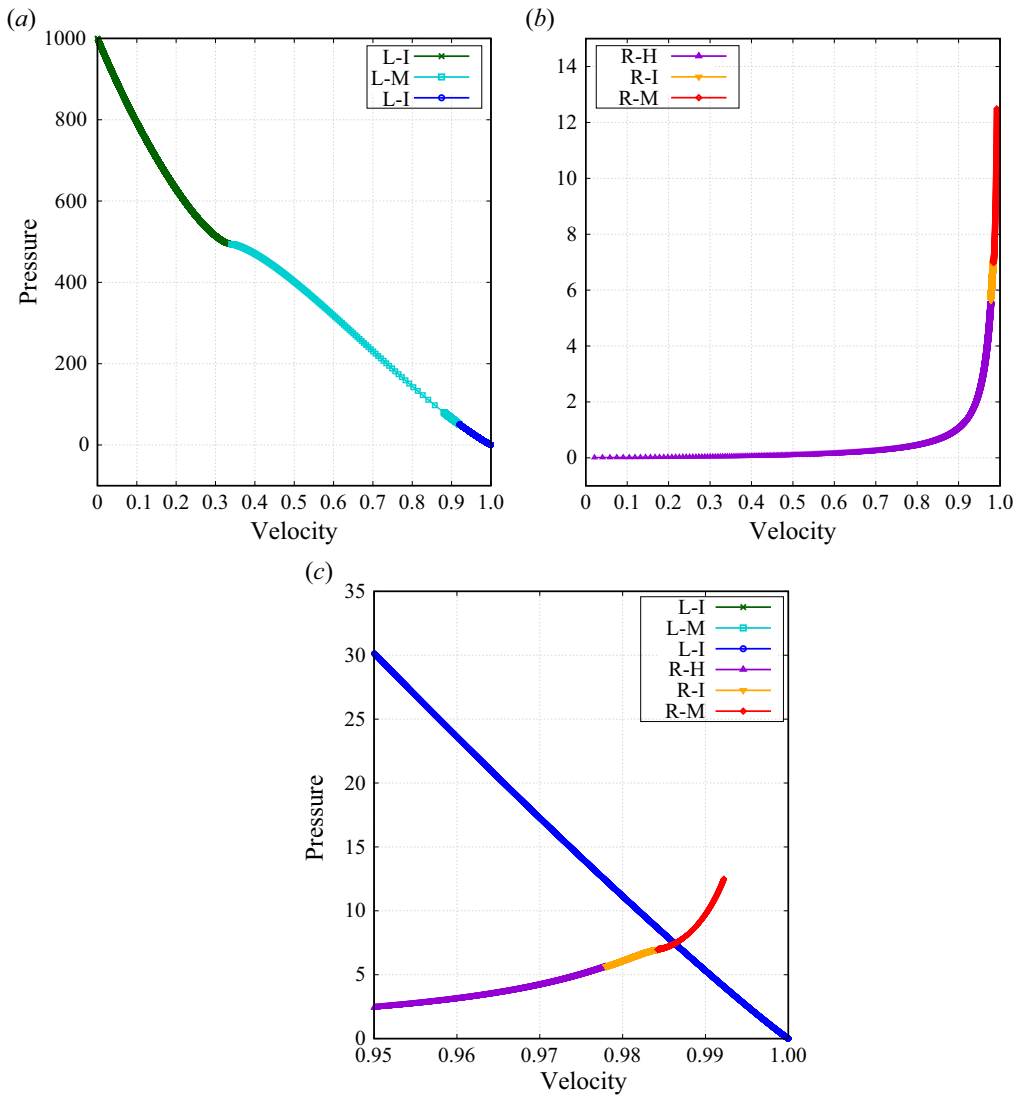 (a)
1000
800
600
400
200
0
Pressure
0 0.1 0.2 0.3 0.4 0.5 0.6 0.7 0.8 0.9 1.0
Velocity
L-I
L-M
L-I
(b)
14
12
10
8
6
4
2
0
0 0.1 0.2 0.3 0.4 0.5 0.6 0.7 0.8 0.9 1.0
Velocity
R-H
R-I
R-M
(c)
35
30
25
20
15
10
5
0
Pressure
0.95 0.96 0.97 0.98 0.99 1.00
Velocity
L-I
L-M
L-I
R-H
R-I
R-M